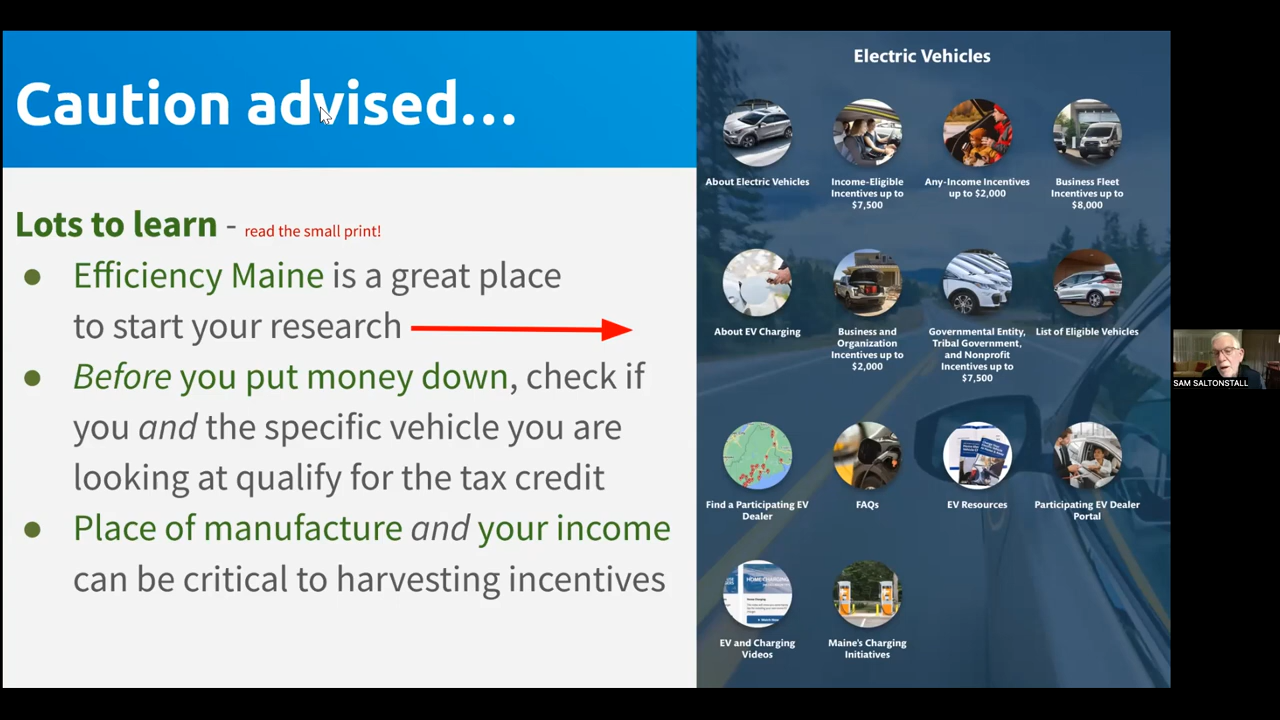 Caution advised...
Lots to learn - read the small print!
● Efficiency Maine is a great place
to start your research
● Before you put money down, check if
you and the specific vehicle you are
looking at qualify for the tax credit
● Place of manufacture and your income
can be critical to harvesting incentives
Electric Vehicles
About Electric Vehicles
Income-Eligible
Incentives up to
$7,500
Any-Income Incentives
up to $2,000
Business Fleet
Incentives up to
$8,000
About EV Charging
Business and
Organization
Incentives up to
$2,000
Governmental Entity,
Tribal Government,
and Nonprofit
Incentives up to
$7,500
List of Eligible Vehicles
Find a Participating EV
Dealer
FAQs
EV Resources
Participating EV Dealer
Portal
EV and Charging
Videos
Maine's Charging
Initiatives
SAM SALTONSTALL